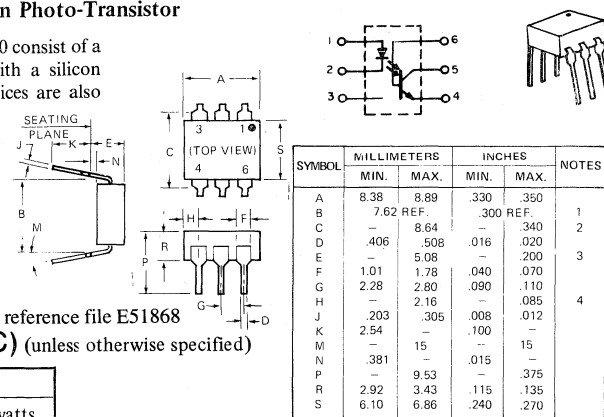 n Photo-Transistor
0 consist of a
ith a silicon
ices are also
1 2 3
6 5 4
SEATING
PLANE
K E
J
N
B
M
A
C
S
3 1
(TOP VIEW)
4 6
H F
R
P
G
D
reference file E51868
C) (unless otherwise specified)
watts
SYMBOL MILLIMETERS INCHES NOTES
MIN. MAX. MIN. MAX.
A 8.38 8.89 .330 .350
B 7.62 REF. .300 REF. 1
C – 8.64 – .340 2
D .406 .508 .016 .020
E – 5.08 – .200 3
F 1.01 1.78 .040 .070
G 2.28 2.80 .090 .110
H – 2.16 – .085 4
J .203 .305 .008 .012
K 2.54 – .100 –
M – 15 – 15
N .381 – .015 –
P – 9.53 – .375
R 2.92 3.43 .115 .135
S 6.10 6.86 .240 .270